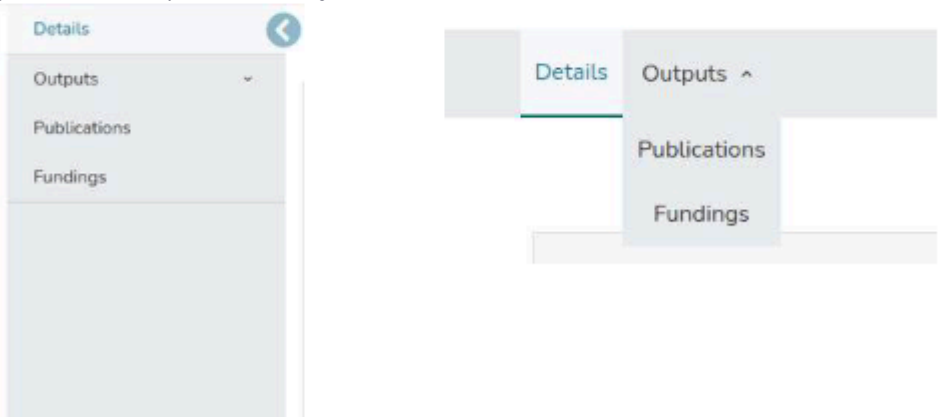 Details
Outputs
Publications
Fundings
Details Outputs
Publications
Fundings